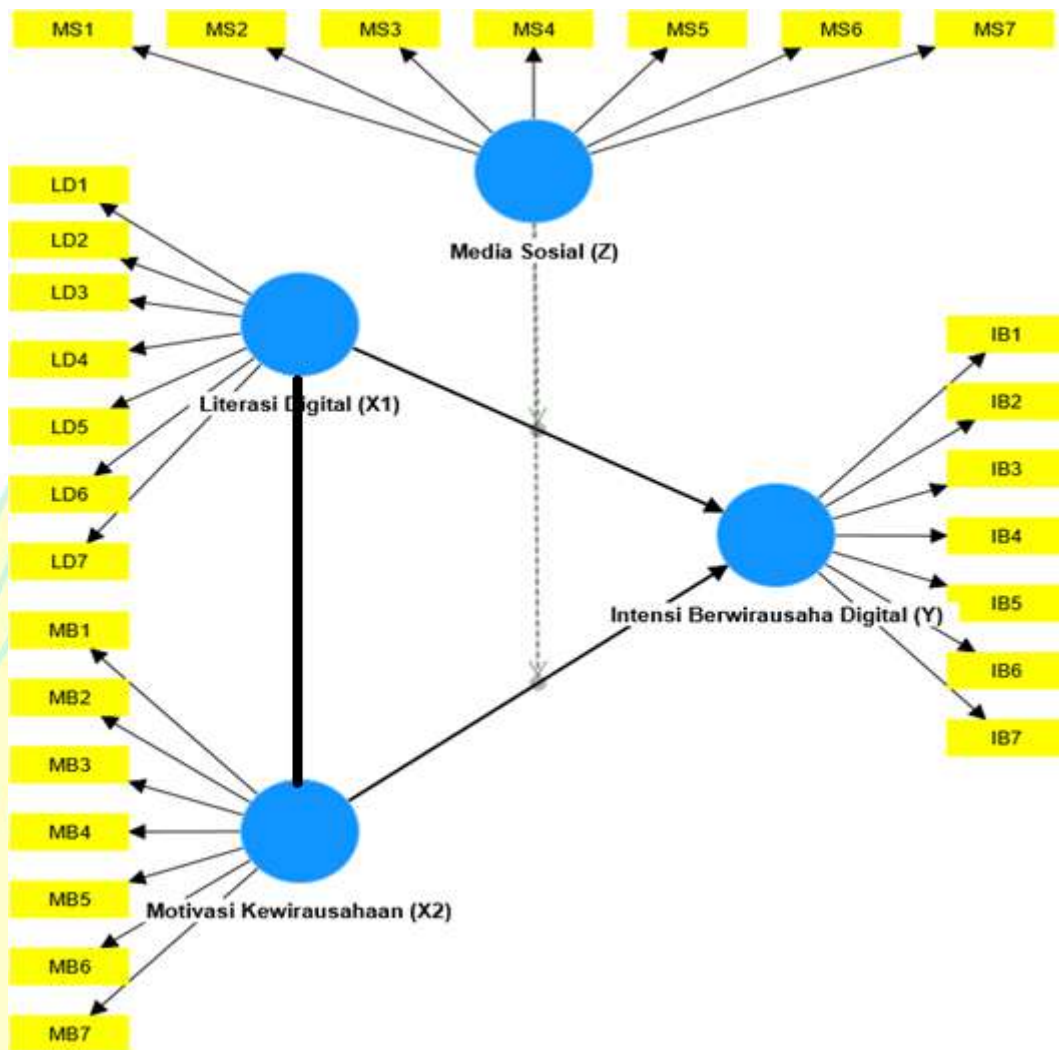 MS1
MS2
MS3
MS4
MS5
MS6
MS7
Media Sosial (Z)
LD1
LD2
LD3
LD4
LD5
LD6
LD7
Literasi Digital (X1)
IB1
IB2
IB3
IB4
IB5
IB6
IB7
Intensi Berwirausaha Digital (Y)
MB1
MB2
MB3
MB4
MB5
MB6
MB7
Motivasi Kewirausahaan (X2)